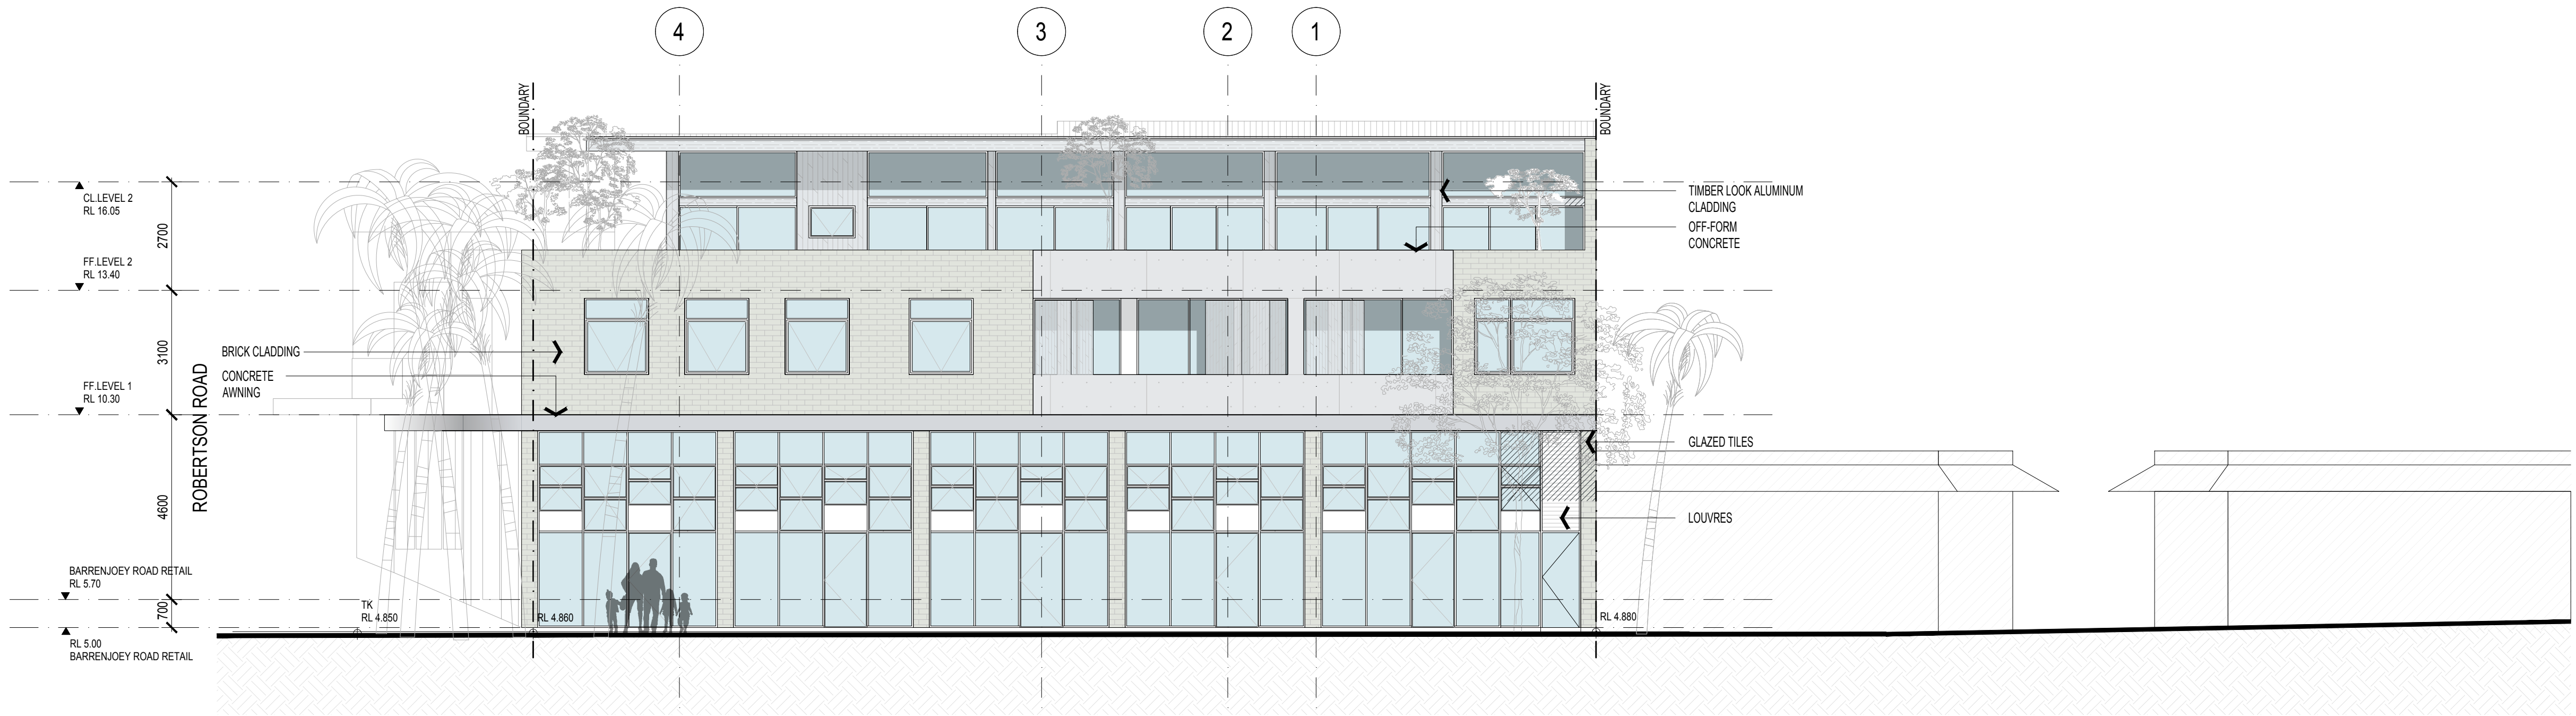 4
3
2
1
BOUNDARY
BOUNDARY
CL.LEVEL 2
RL 16.05
2700
TIMBER LOOK ALUMINUM
CLADDING
OFF-FORM
CONCRETE
FF.LEVEL 2
RL 13.40
3100
BRICK CLADDING
CONCRETE
AWNING
FF.LEVEL 1
RL 10.30
ROBERTSON ROAD
GLAZED TILES
4600
LOUVRES
BARRENJOEY ROAD RETAIL
RL 5.70
700
TK
RL 4.850
RL 4.860
RL 4.880
RL 5.00
BARRENJOEY ROAD RETAIL